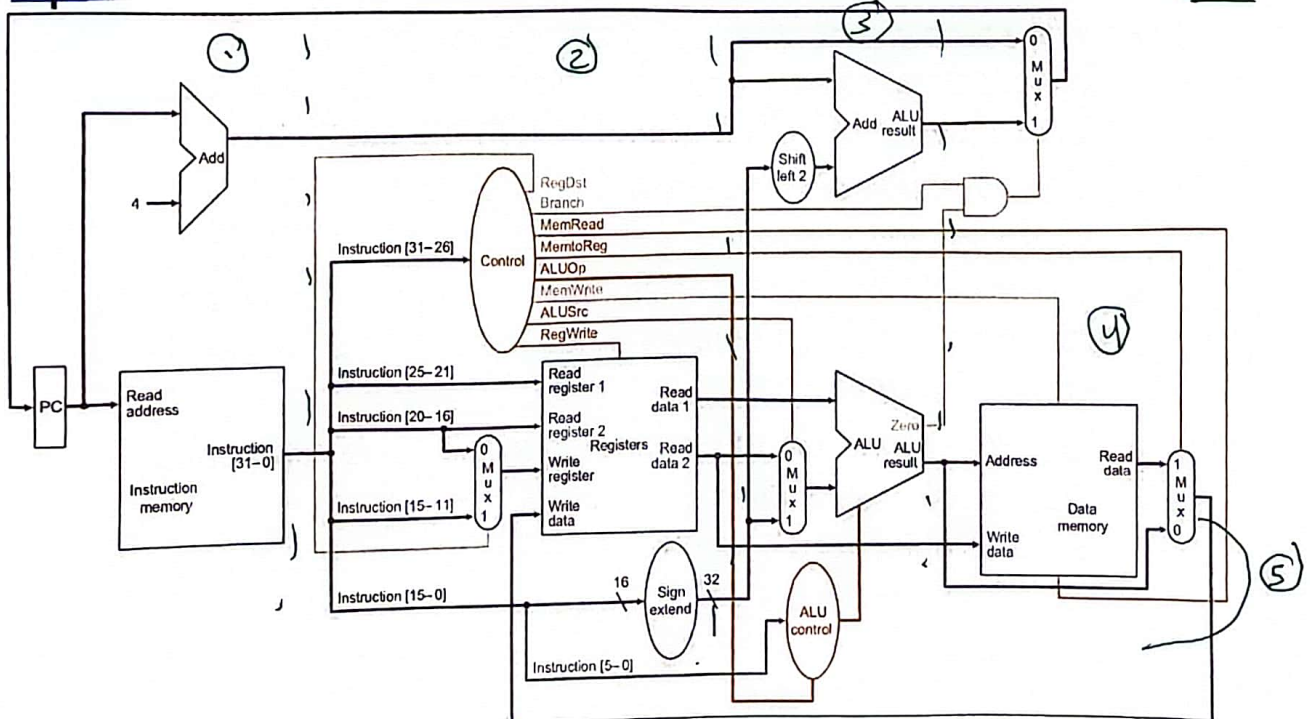 1
2
3
0
M
u
x
1
Add
ALU
result
Add
Shift
left 2
4
RegDst
Branch
MemRead
MemtoReg
ALUOp
MemWrite
ALUSrc
RegWrite
Control
Instruction [31–26]
Instruction [25–21]
Instruction [20–16]
Instruction [15–11]
Instruction [15–0]
Instruction [5–0]
PC
Read
address
Instruction
[31-0]
Instruction
memory
0
M
u
x
1
Read
register 1
Read
register 2
Registers
Write
register
Write
data
Read
data 1
Read
data 2
16
Sign
extend
32
0
M
u
x
1
Zero
ALU
ALU
result
ALU
control
4
Address
Read
data
Data
memory
Write
data
1
M
u
x
0
5